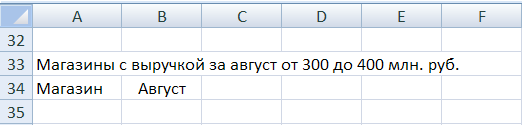 A B C D E F
32
33 Магазины с выручкой за август от 300 до 400 млн. руб.
34 Магазин Август
35